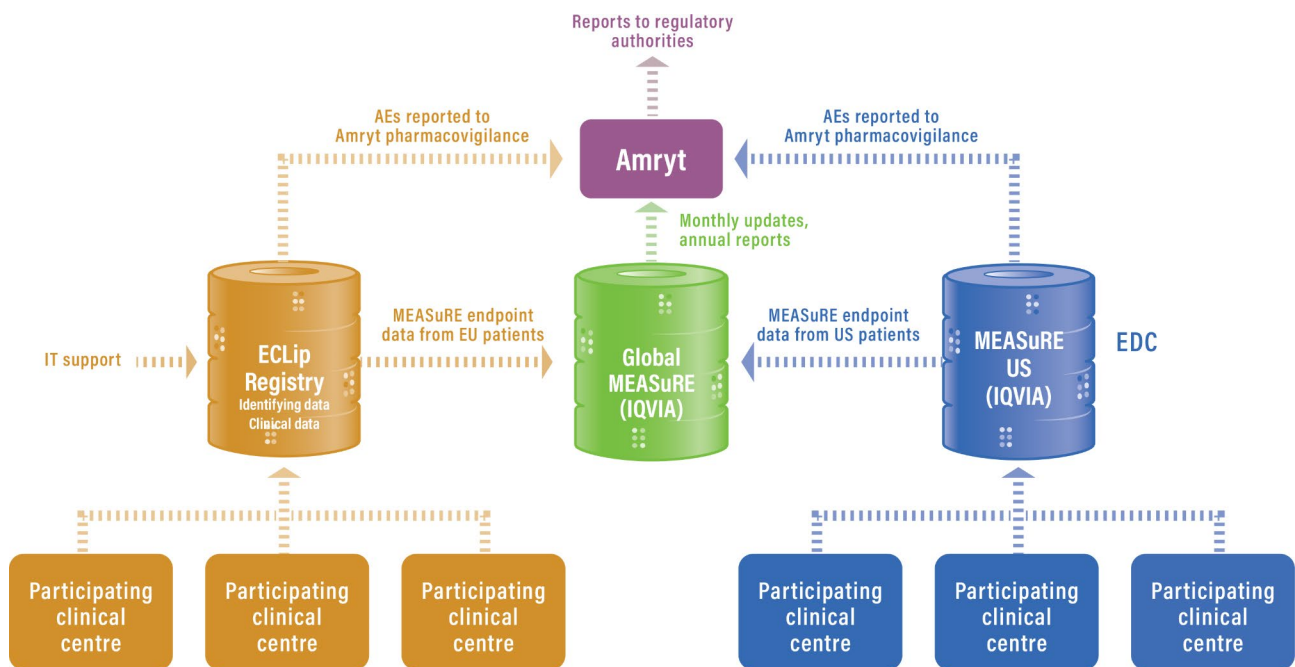 Reports to regulatory
authorities
AEs reported to
Amryt pharmacovigilance
AEs reported to
Amryt pharmacovigilance
Amryt
Monthly updates,
annual reports
IT support
ECLip
Registry
Identifying data
Clinical data
MEASuRE endpoint
data from EU patients
Global
MEASuRE
(IQVIA)
MEASuRE endpoint
data from US patients
MEASuRE
US
(IQVIA)
EDC
Participating
clinical
centre
Participating
clinical
centre
Participating
clinical
centre
Participating
clinical
centre
Participating
clinical
centre
Participating
clinical
centre